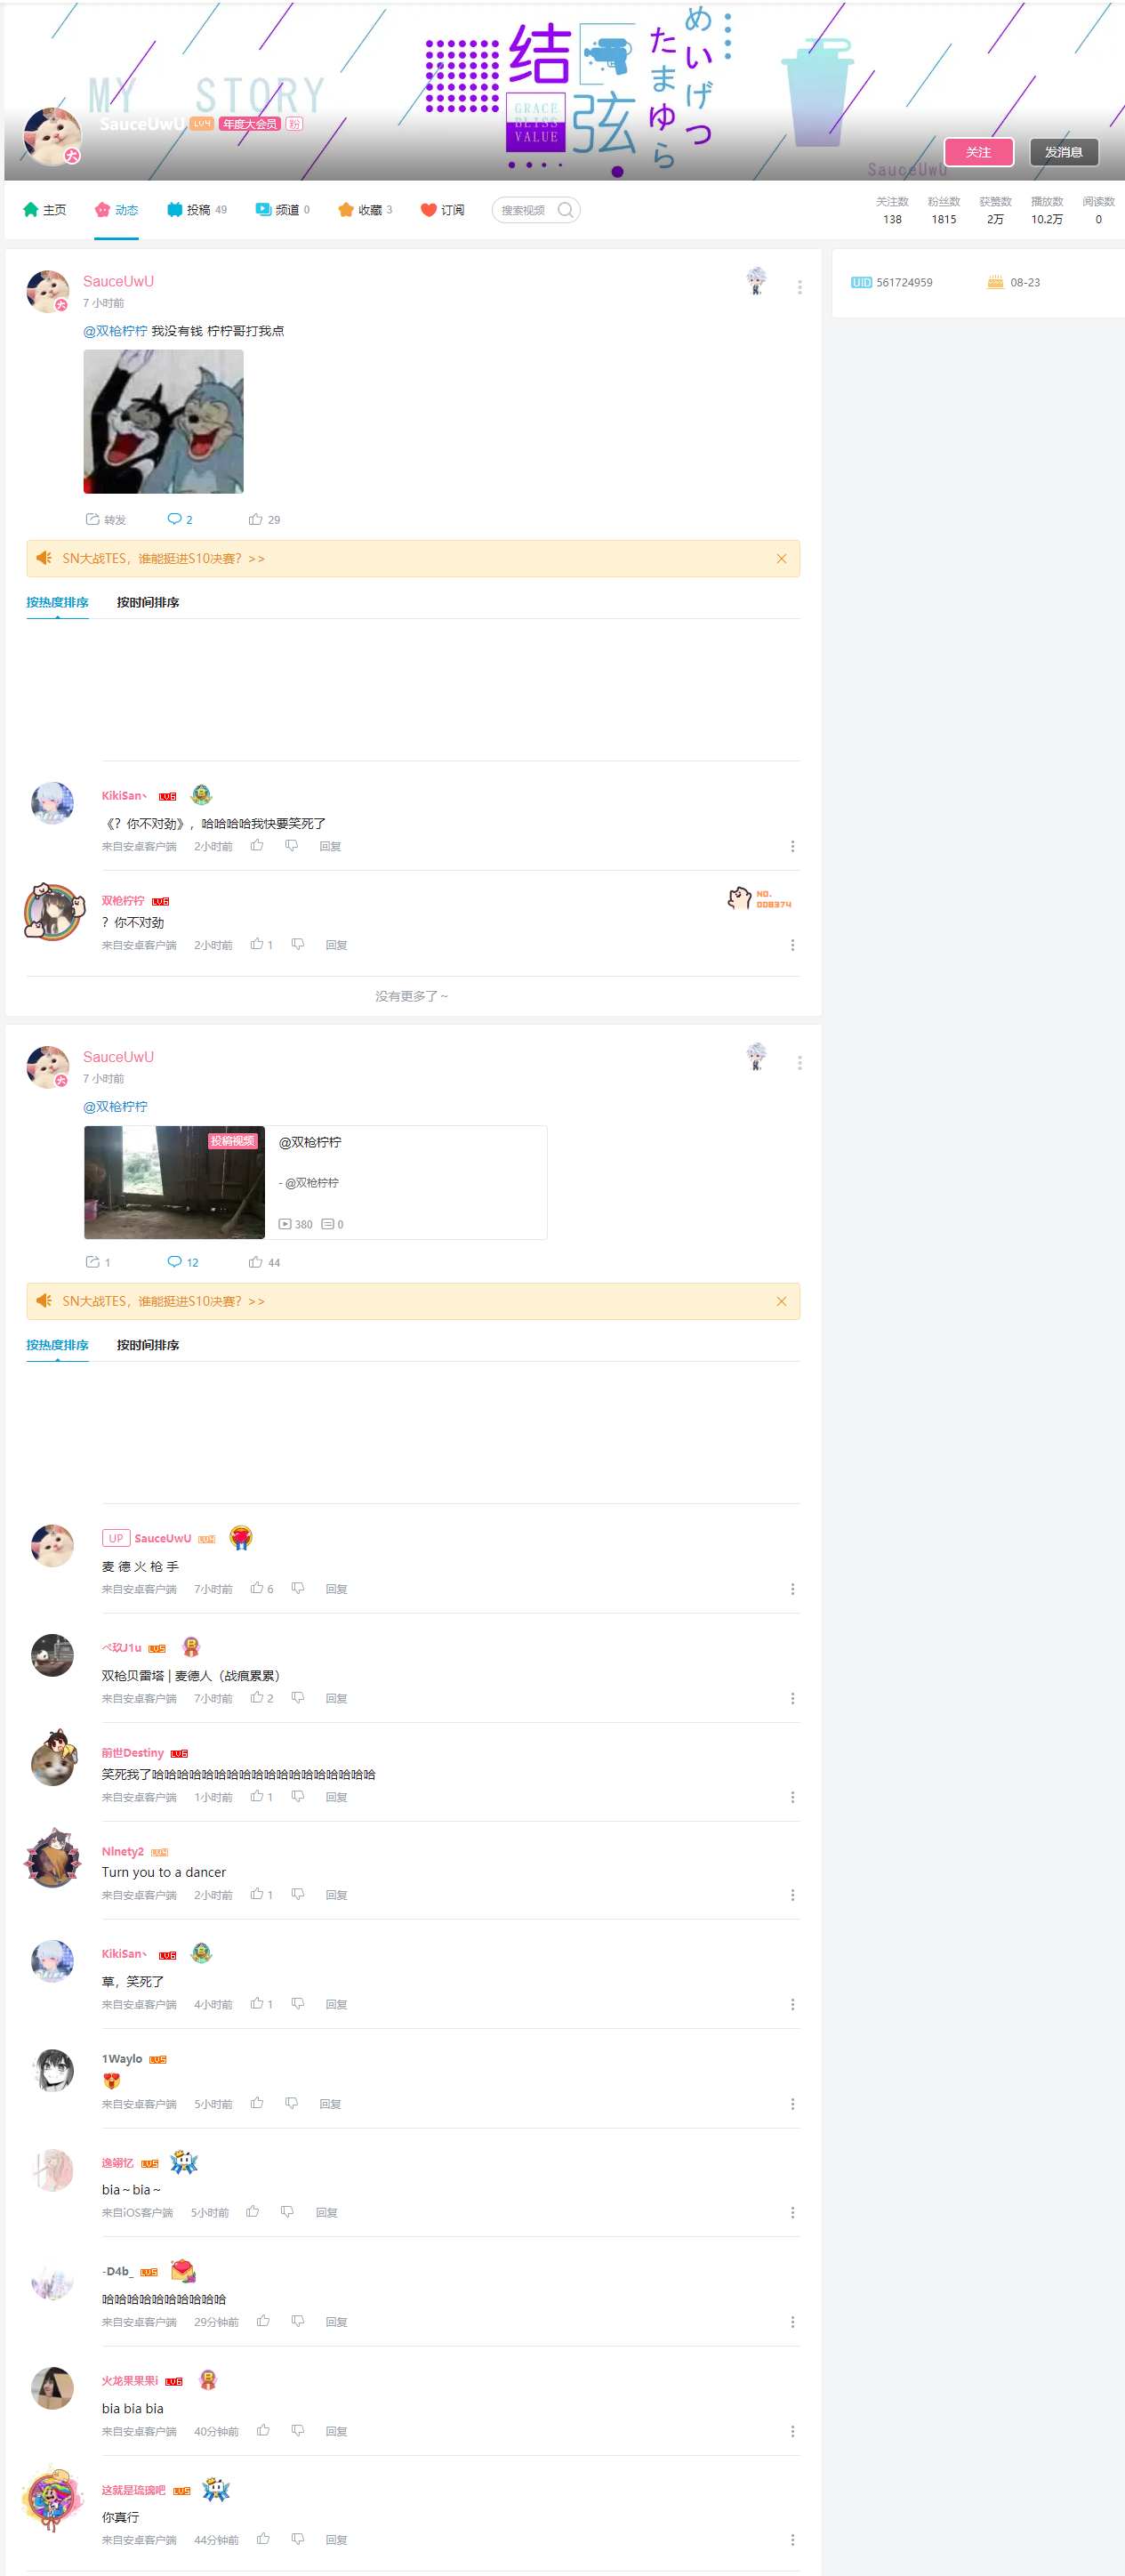 MY STORY
结弦
GRACE
BLISS
VALUE
めいげつ
たまゆら
SauceUwU
SauceUwU LV4 年度大会员 粉
关注 发消息
主页 动态 投稿 49 频道 0 收藏 3 订阅 搜索视频
关注数 粉丝数 获赞数 播放数 阅读数
138 1815 2万 10.2万 0
UID 561724959 08-23
SauceUwU
7 小时前
@双枪柠柠 我没有钱 柠柠哥打我点
转发 2 29
SN大战TES，谁能挺进S10决赛？>>
按热度排序 按时间排序
KikiSan丶 LV6
《？你不对劲》，哈哈哈哈我快要笑死了
来自安卓客户端 2小时前 回复
双枪柠柠 LV6
NO.
008374
？你不对劲
来自安卓客户端 2小时前 1 回复
没有更多了～
SauceUwU
7 小时前
@双枪柠柠
投稿视频
@双枪柠柠
- @双枪柠柠
380 0
1 12 44
SN大战TES，谁能挺进S10决赛？>>
按热度排序 按时间排序
UP SauceUwU LV4
麦 德 火 枪 手
来自安卓客户端 7小时前 6 回复
ペ玖J1u LV5
双枪贝雷塔 | 麦德人（战痕累累）
来自安卓客户端 7小时前 2 回复
前世Destiny LV6
笑死我了哈哈哈哈哈哈哈哈哈哈哈哈哈哈哈哈哈哈
来自安卓客户端 1小时前 1 回复
NInety2 LV4
Turn you to a dancer
来自安卓客户端 2小时前 1 回复
KikiSan丶 LV6
草，笑死了
来自安卓客户端 4小时前 1 回复
1Waylo LV5
来自安卓客户端 5小时前 回复
逸翊忆 LV5
bia～bia～
来自iOS客户端 5小时前 回复
-D4b_ LV5
哈哈哈哈哈哈哈哈哈哈
来自安卓客户端 29分钟前 回复
火龙果果果i LV6
bia bia bia
来自安卓客户端 40分钟前 回复
这就是琉璃吧 LV5
你真行
来自安卓客户端 44分钟前 回复